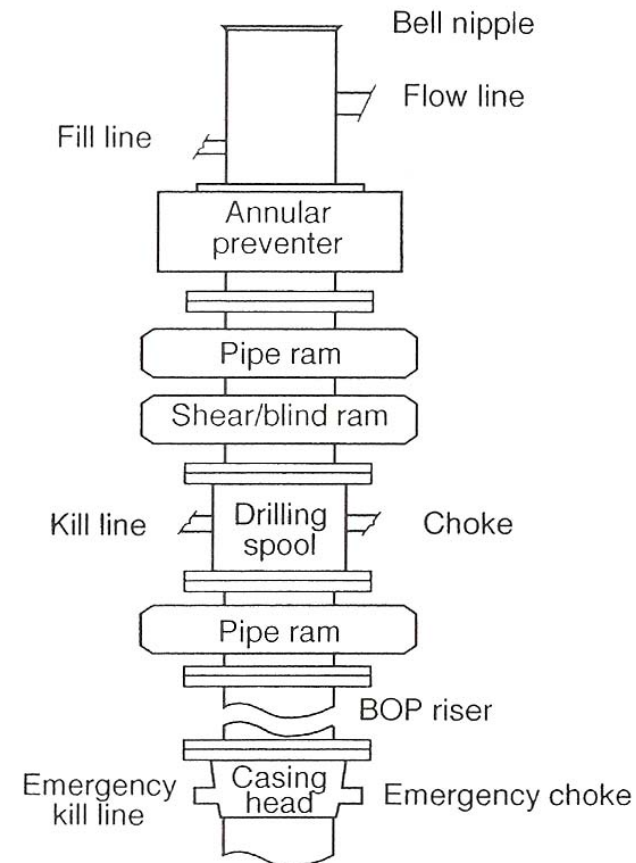 Bell nipple
Flow line
Fill line
Annular
preventer
Pipe ram
Shear/blind ram
Kill line
Drilling
spool
Choke
Pipe ram
BOP riser
Emergency
kill line
Casing
head
Emergency choke